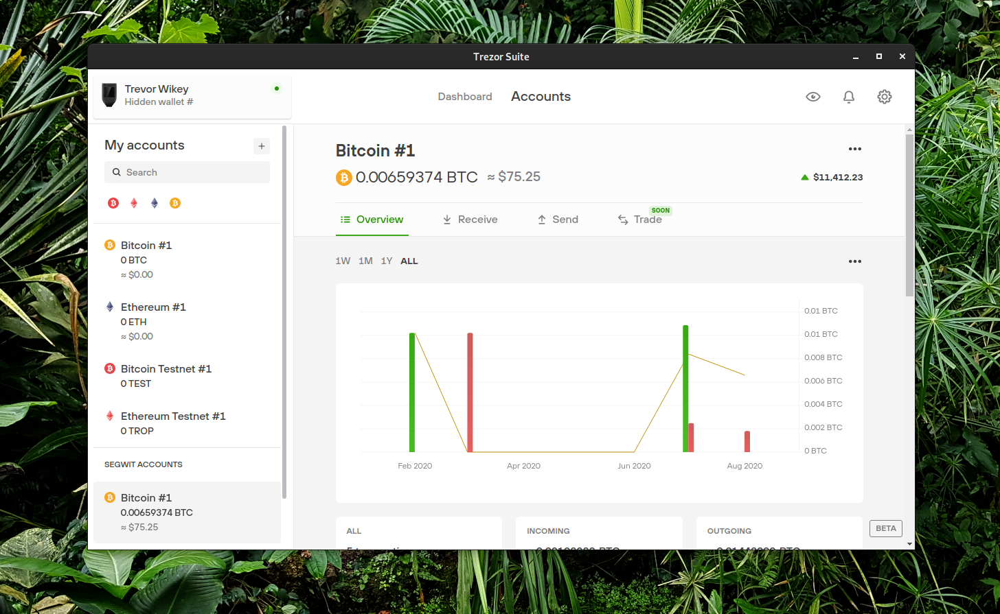 Trezor Suite
Trevor Wikey
Hidden wallet #
Dashboard Accounts
My accounts
+
Search
Bitcoin #1
0 BTC
≈ $0.00
Ethereum #1
0 ETH
≈ $0.00
Bitcoin Testnet #1
0 TEST
Ethereum Testnet #1
0 TROP
SEGWIT ACCOUNTS
Bitcoin #1
0.00659374 BTC
≈ $75.25
Bitcoin #1
0.00659374 BTC ≈ $75.25
$11,412.23
Overview Receive Send Trade SOON
1W 1M 1Y ALL
0.01 BTC
0.01 BTC
0.008 BTC
0.006 BTC
0.004 BTC
0.002 BTC
0 BTC
Feb 2020 Apr 2020 Jun 2020 Aug 2020
ALL
INCOMING
OUTGOING
BETA